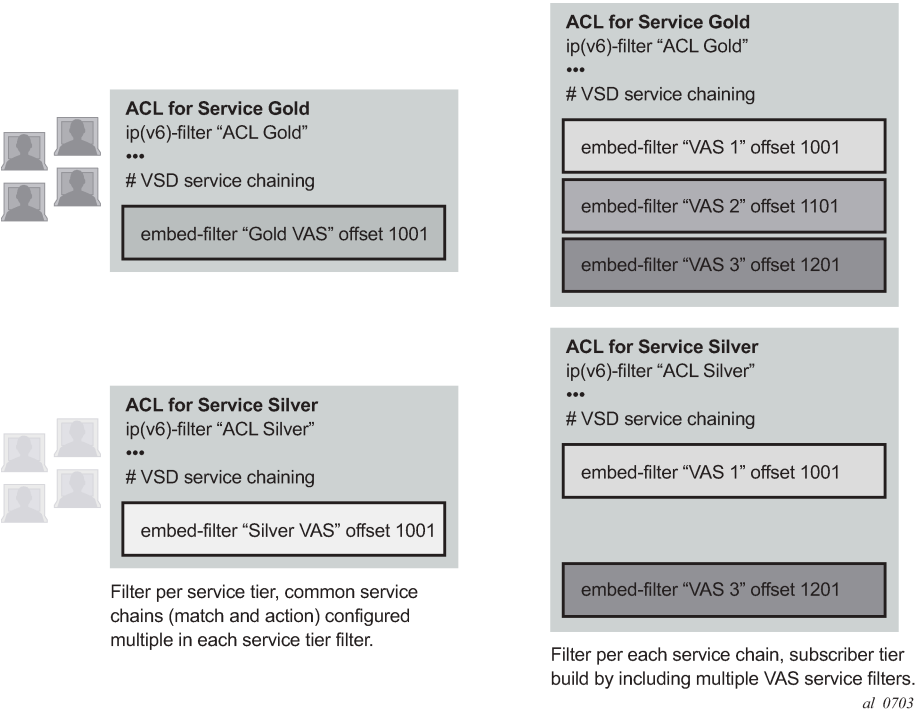 ACL for Service Gold
ip(v6)-filter “ACL Gold”
•••
# VSD service chaining
embed-filter “Gold VAS” offset 1001
ACL for Service Silver
ip(v6)-filter “ACL Silver”
•••
# VSD service chaining
embed-filter “Silver VAS” offset 1001
Filter per service tier, common service
chains (match and action) configured
multiple in each service tier filter.
ACL for Service Gold
ip(v6)-filter “ACL Gold”
•••
# VSD service chaining
embed-filter “VAS 1” offset 1001
embed-filter “VAS 2” offset 1101
embed-filter “VAS 3” offset 1201
ACL for Service Silver
ip(v6)-filter “ACL Silver”
•••
# VSD service chaining
embed-filter “VAS 1” offset 1001
embed-filter “VAS 3” offset 1201
Filter per each service chain, subscriber tier
build by including multiple VAS service filters.
al_0703